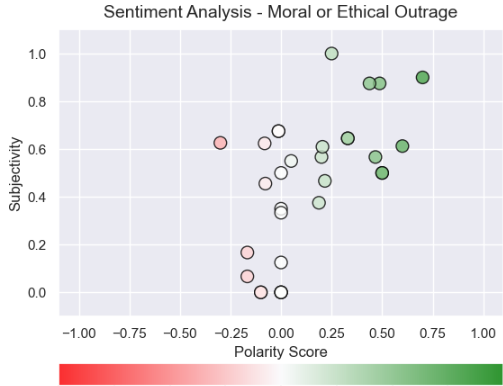 Sentiment Analysis - Moral or Ethical Outrage
1.0
0.8
0.6
0.4
0.2
0.0
Subjectivity
−1.00 −0.75 −0.50 −0.25 0.00 0.25 0.50 0.75 1.00
Polarity Score